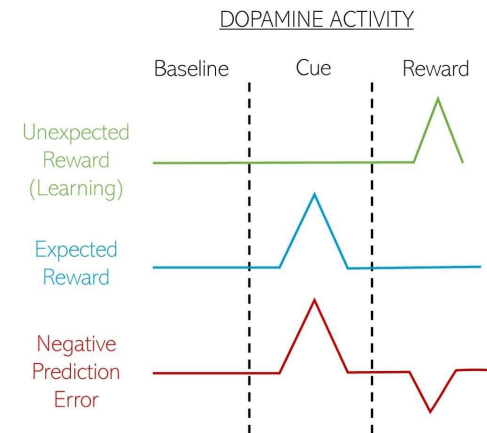 DOPAMINE ACTIVITY
Baseline
Cue
Reward
Unexpected
Reward
(Learning)
Expected
Reward
Negative
Prediction
Error